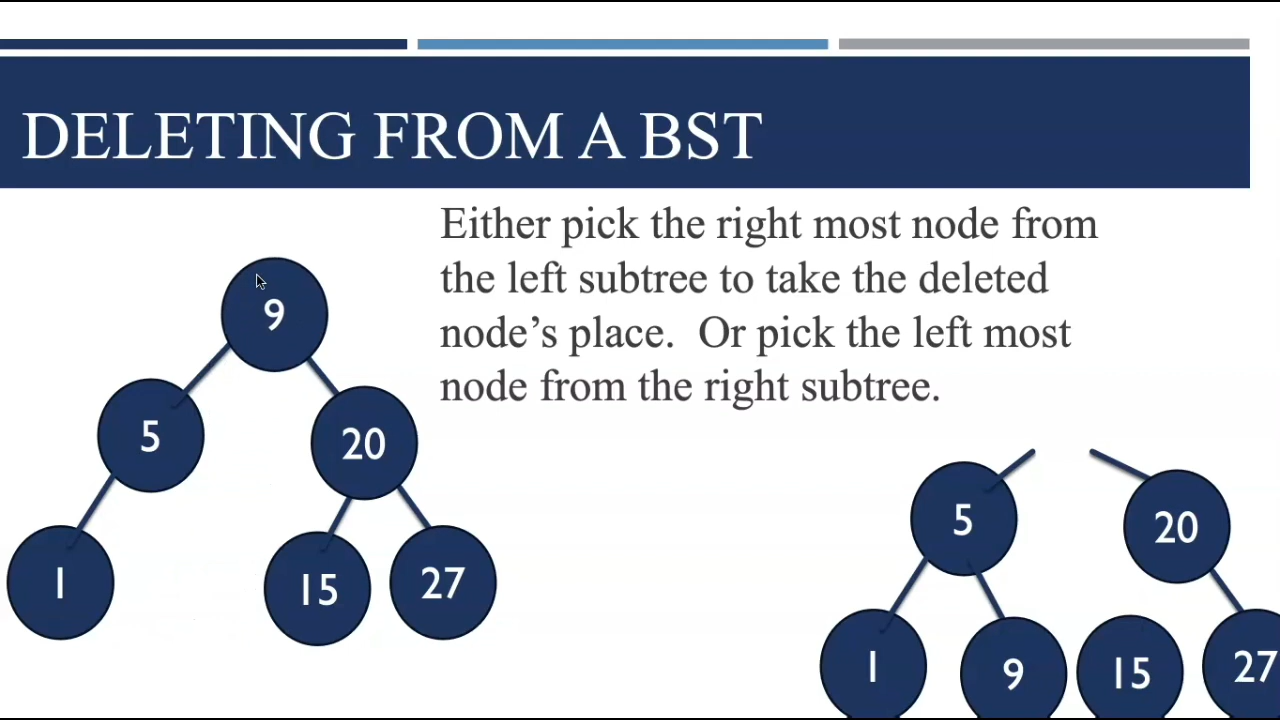 DELETING FROM A BST
Either pick the right most node from
the left subtree to take the deleted
node’s place.  Or pick the left most
node from the right subtree.
9
5
20
1
15
27
5
20
1
9
15
27